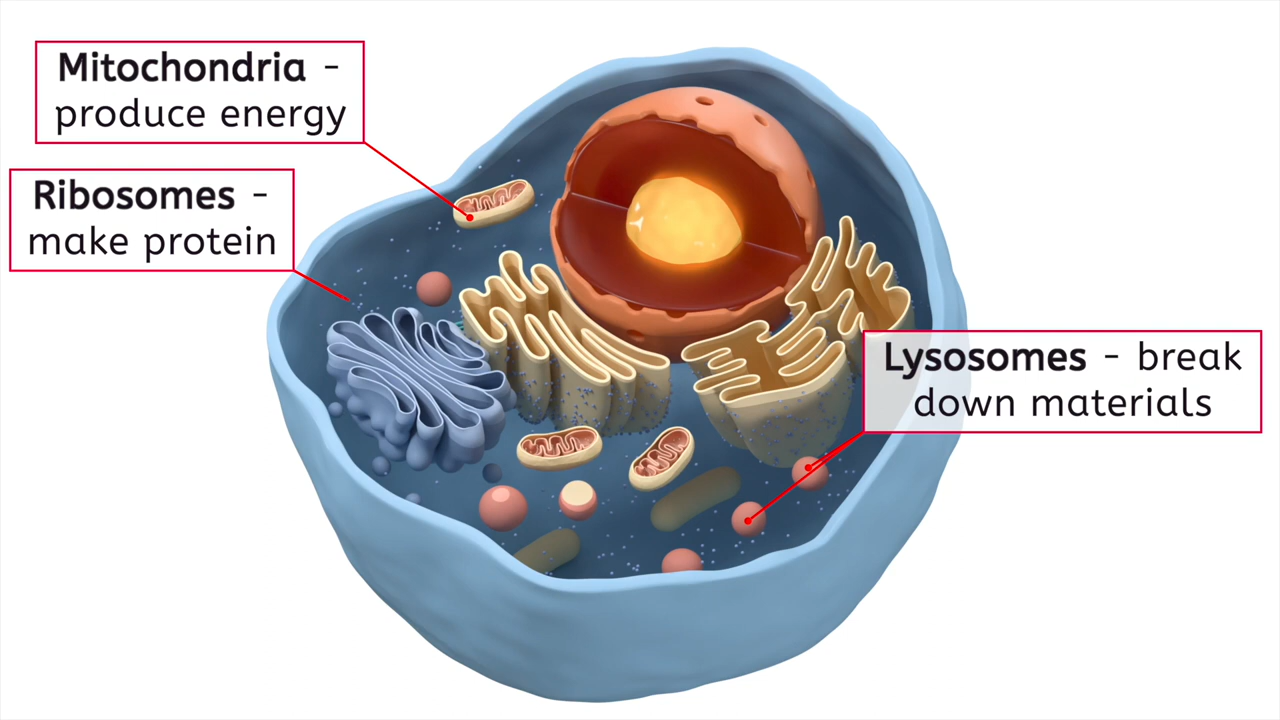 Mitochondria -
produce energy
Ribosomes -
make protein
Lysosomes - break
down materials